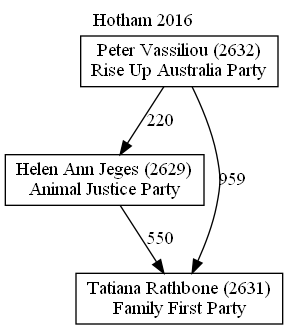 Hotham 2016
Peter Vassiliou (2632)
Rise Up Australia Party
220
959
Helen Ann Jeges (2629)
Animal Justice Party
550
Tatiana Rathbone (2631)
Family First Party